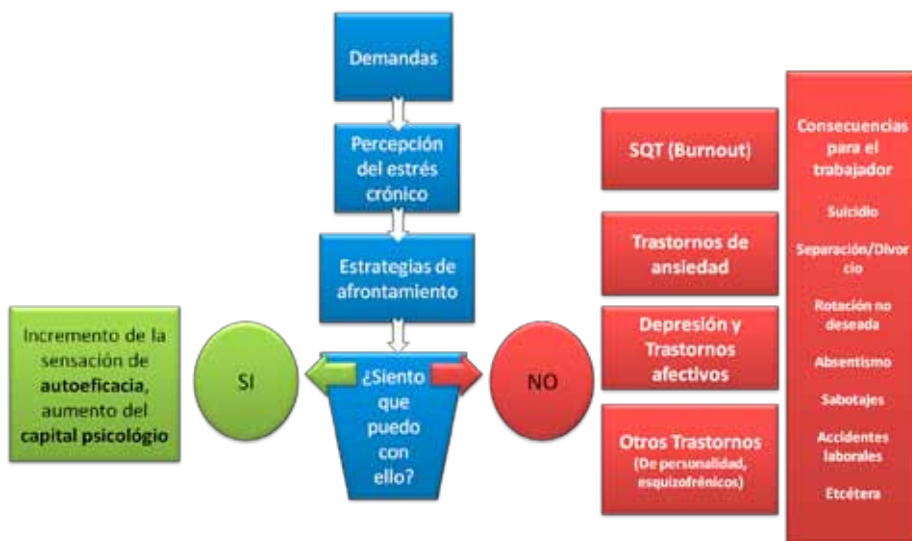 Demandas
Percepción
del estrés
crónico
Estrategias de
afrontamiento
¿Siento
que
puedo
con
ello?
SI
Incremento de la
sensación de
autoeficacia,
aumento del
capital psicológio
NO
SQT (Burnout)
Trastornos de
ansiedad
Depresión y
Trastornos
afectivos
Otros Trastornos
(De personalidad,
esquizofrénicos)
Consecuencias
para el
trabajador
Suicidio
Separación/Divor
cio
Rotación no
deseada
Absentismo
Sabotajes
Accidentes
laborales
Etcétera